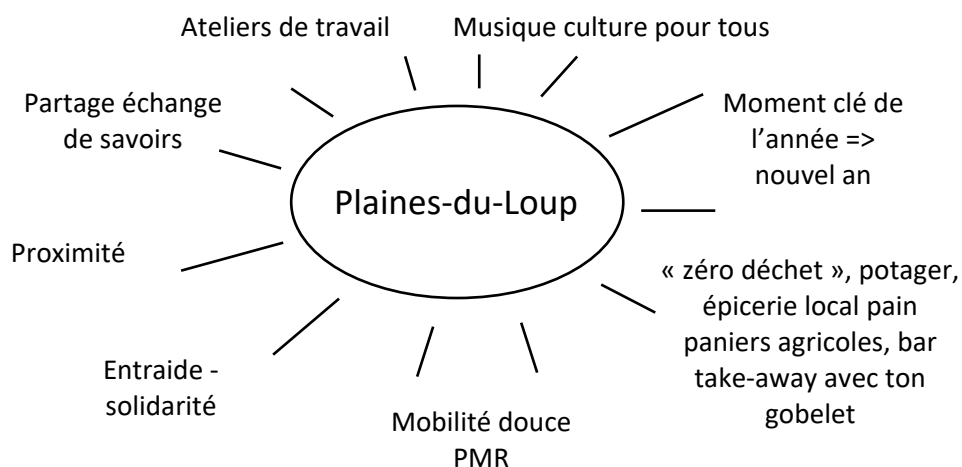 Ateliers de travail
Musique culture pour tous
Partage échange
de savoirs
Moment clé de
l’année =>
nouvel an
Plaines-du-Loup
Proximité
« zéro déchet », potager,
épicerie local pain
paniers agricoles, bar
take-away avec ton
gobelet
Entraide -
solidarité
Mobilité douce
PMR